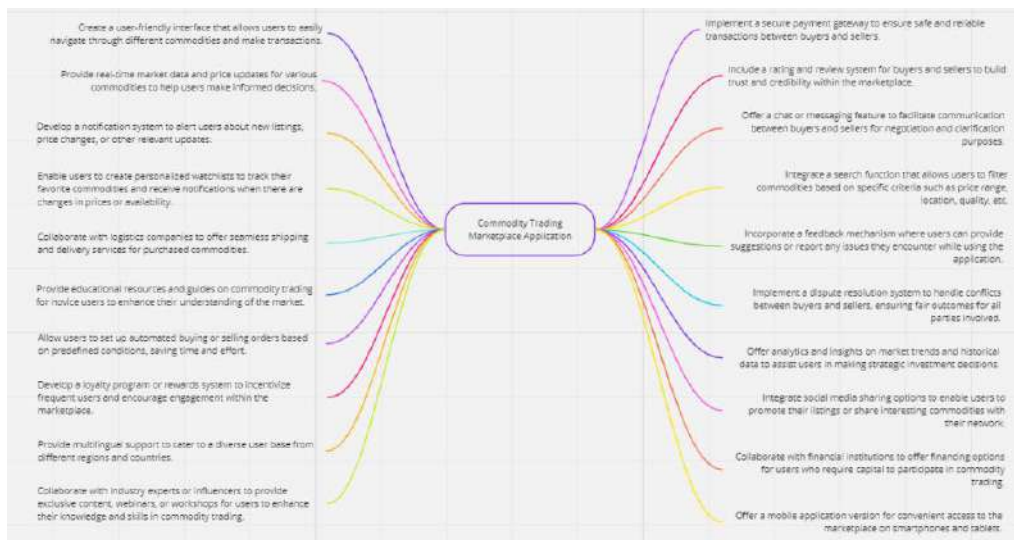 Create a user-friendly interface that allows users to easily
navigate through different commodities and make transactions.
Provide real-time market data and price updates for various
commodities to help users make informed decisions.
Develop a notification system to alert users about new listings,
price changes, or other relevant updates.
Enable users to create personalized watchlists to track their
favorite commodities and receive notifications when there are
changes in prices or availability.
Collaborate with logistics companies to offer seamless shipping
and delivery services for purchased commodities.
Provide educational resources and guides on commodity trading
for novice users to enhance their understanding of the market.
Allow users to set up automated buying or selling orders based
on predefined conditions, saving time and effort.
Develop a loyalty program or rewards system to incentivize
frequent users and encourage engagement within the
marketplace.
Provide multilingual support to cater to a diverse user base from
different regions and countries.
Collaborate with industry experts or influencers to provide
exclusive content, webinars, or workshops for users to enhance
their knowledge and skills in commodity trading.
Commodity Trading
Marketplace Application
Implement a secure payment gateway to ensure safe and reliable
transactions between buyers and sellers.
Include a rating and review system for buyers and sellers to build
trust and credibility within the marketplace.
Offer a chat or messaging feature to facilitate communication
between buyers and sellers for negotiation and clarification
purposes.
Integrate a search function that allows users to filter
commodities based on specific criteria such as price range,
location, quality, etc.
Incorporate a feedback mechanism where users can provide
suggestions or report any issues they encounter while using the
application.
Implement a dispute resolution system to handle conflicts
between buyers and sellers, ensuring fair outcomes for all
parties involved.
Offer analytics and insights on market trends and historical
data to assist users in making strategic investment decisions.
Integrate social media sharing options to enable users to
promote their listings or share interesting commodities with
their network.
Collaborate with financial institutions to offer financing options
for users who require capital to participate in commodity
trading.
Offer a mobile application version for convenient access to the
marketplace on smartphones and tablets.